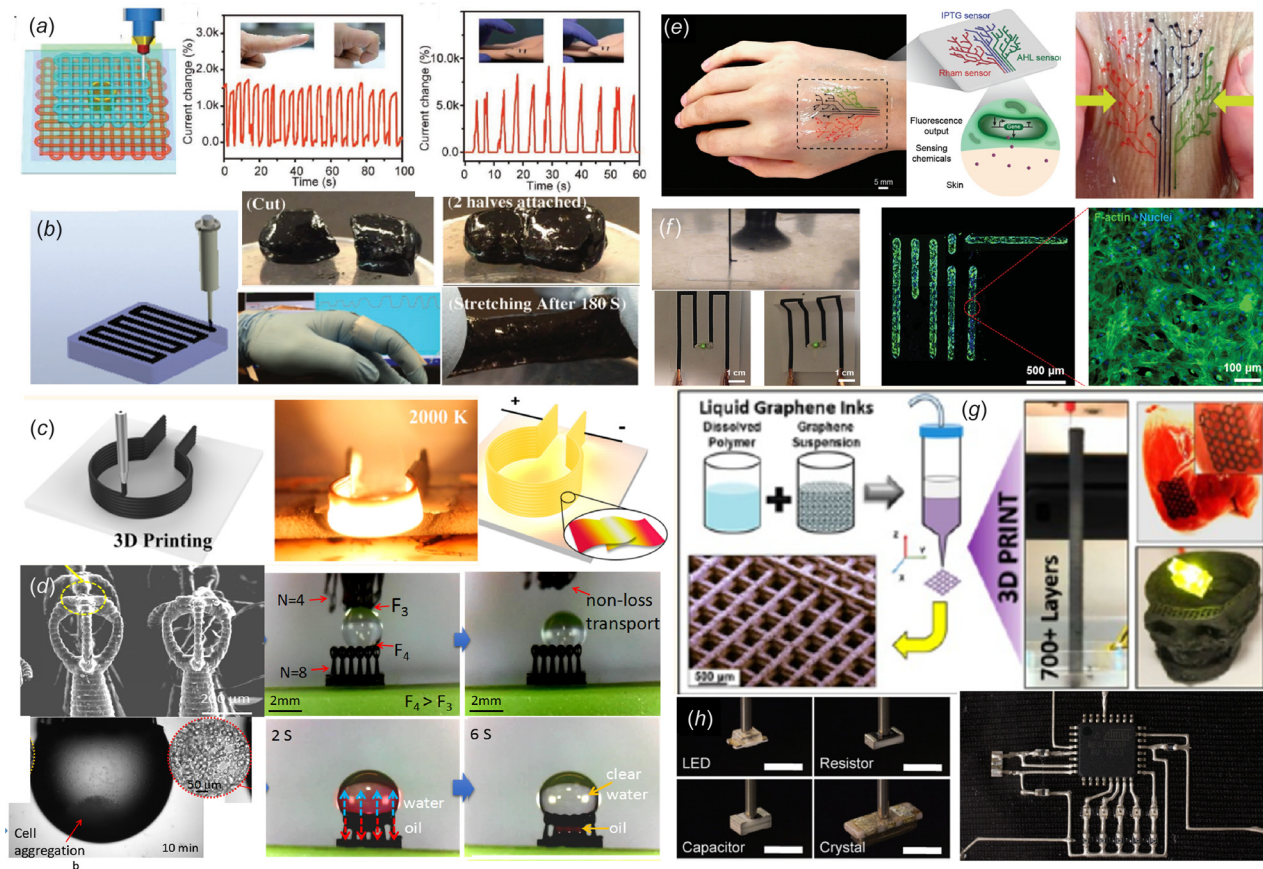 (a)
Current change (%)
3.0k
2.0k
1.0k
0.0
0 20 40 60 80 100
Time (s)
Current change (%)
10.0k
5.0k
0.0
0 10 20 30 40 50 60
Time (s)
(b)
(Cut)
(2 halves attached)
(Stretching After 180 S)
(c)
3D Printing
2000 K
+
-
(d)
200 μm
N=4
F3
F4
N=8
F4 > F3
2mm
non-loss
transport
2mm
50 μm
Cell
aggregation
10 min
b
2 S
water
oil
6 S
clear
water
oil
(e)
5 mm
IPTG sensor
AHL sensor
Rham sensor
Fluorescence
output
Gene
Sensing
chemicals
Skin
(f)
1 cm
1 cm
500 μm
F-actin / Nuclei
100 μm
(g)
Liquid Graphene Inks
Dissolved
Polymer
Graphene
Suspension
+
Z
Y
X
500 μm
3D PRINT
700+ Layers
(h)
LED
Resistor
Capacitor
Crystal